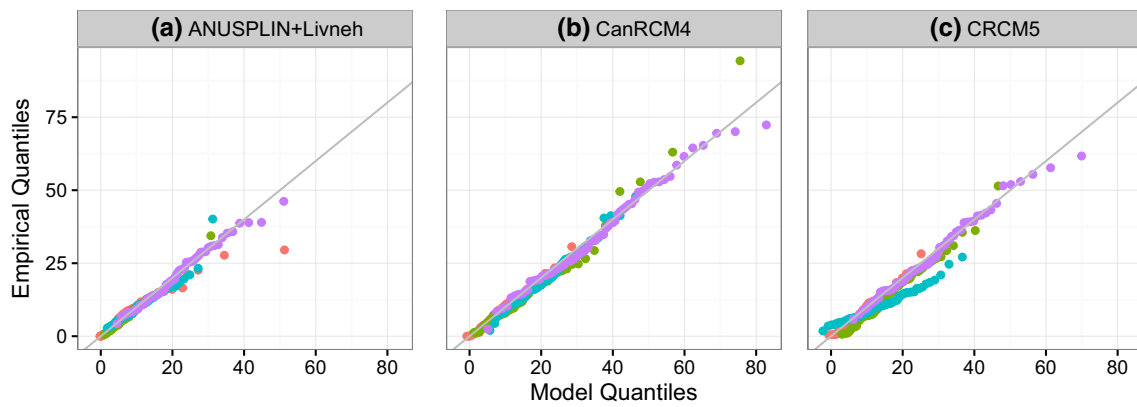 (a) ANUSPLIN+Livneh
(b) CanRCM4
(c) CRCM5
Empirical Quantiles
75
50
25
0
0 20 40 60 80
0 20 40 60 80
0 20 40 60 80
Model Quantiles